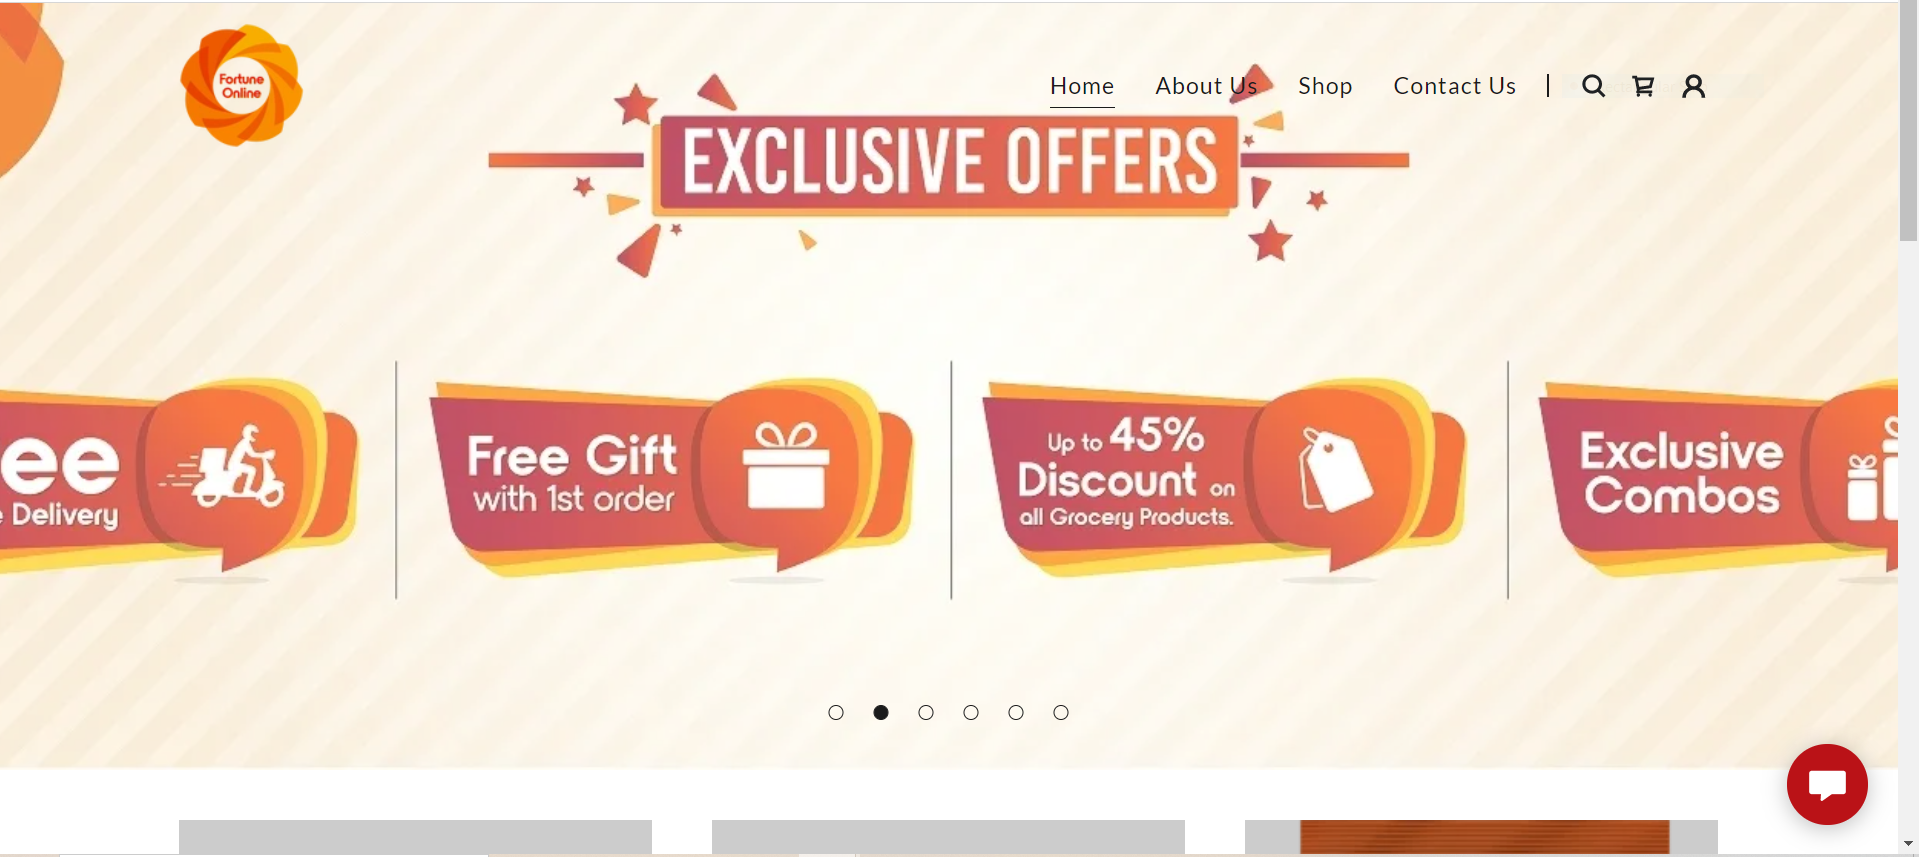 Fortune
Online
Home
About Us
Shop
Contact Us
EXCLUSIVE OFFERS
ee
e Delivery
Free Gift
with 1st order
Up to 45%
Discount on
all Grocery Products.
Exclusive
Combos